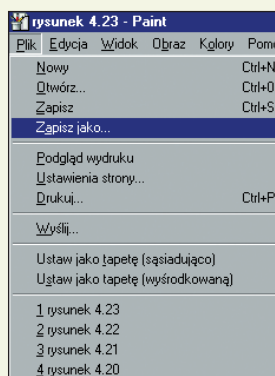 rysunek 4.23 - Paint
Plik Edycja Widok Obraz Kolory Pomo
Nowy Ctrl+N
Otwórz... Ctrl+O
Zapisz Ctrl+S
Zapisz jako...
Podgląd wydruku
Ustawienia strony...
Drukuj... Ctrl+P
Wyślij...
Ustaw jako tapetę (sąsiadująco)
Ustaw jako tapetę (wyśrodkowaną)
1 rysunek 4.23
2 rysunek 4.22
3 rysunek 4.21
4 rysunek 4.20